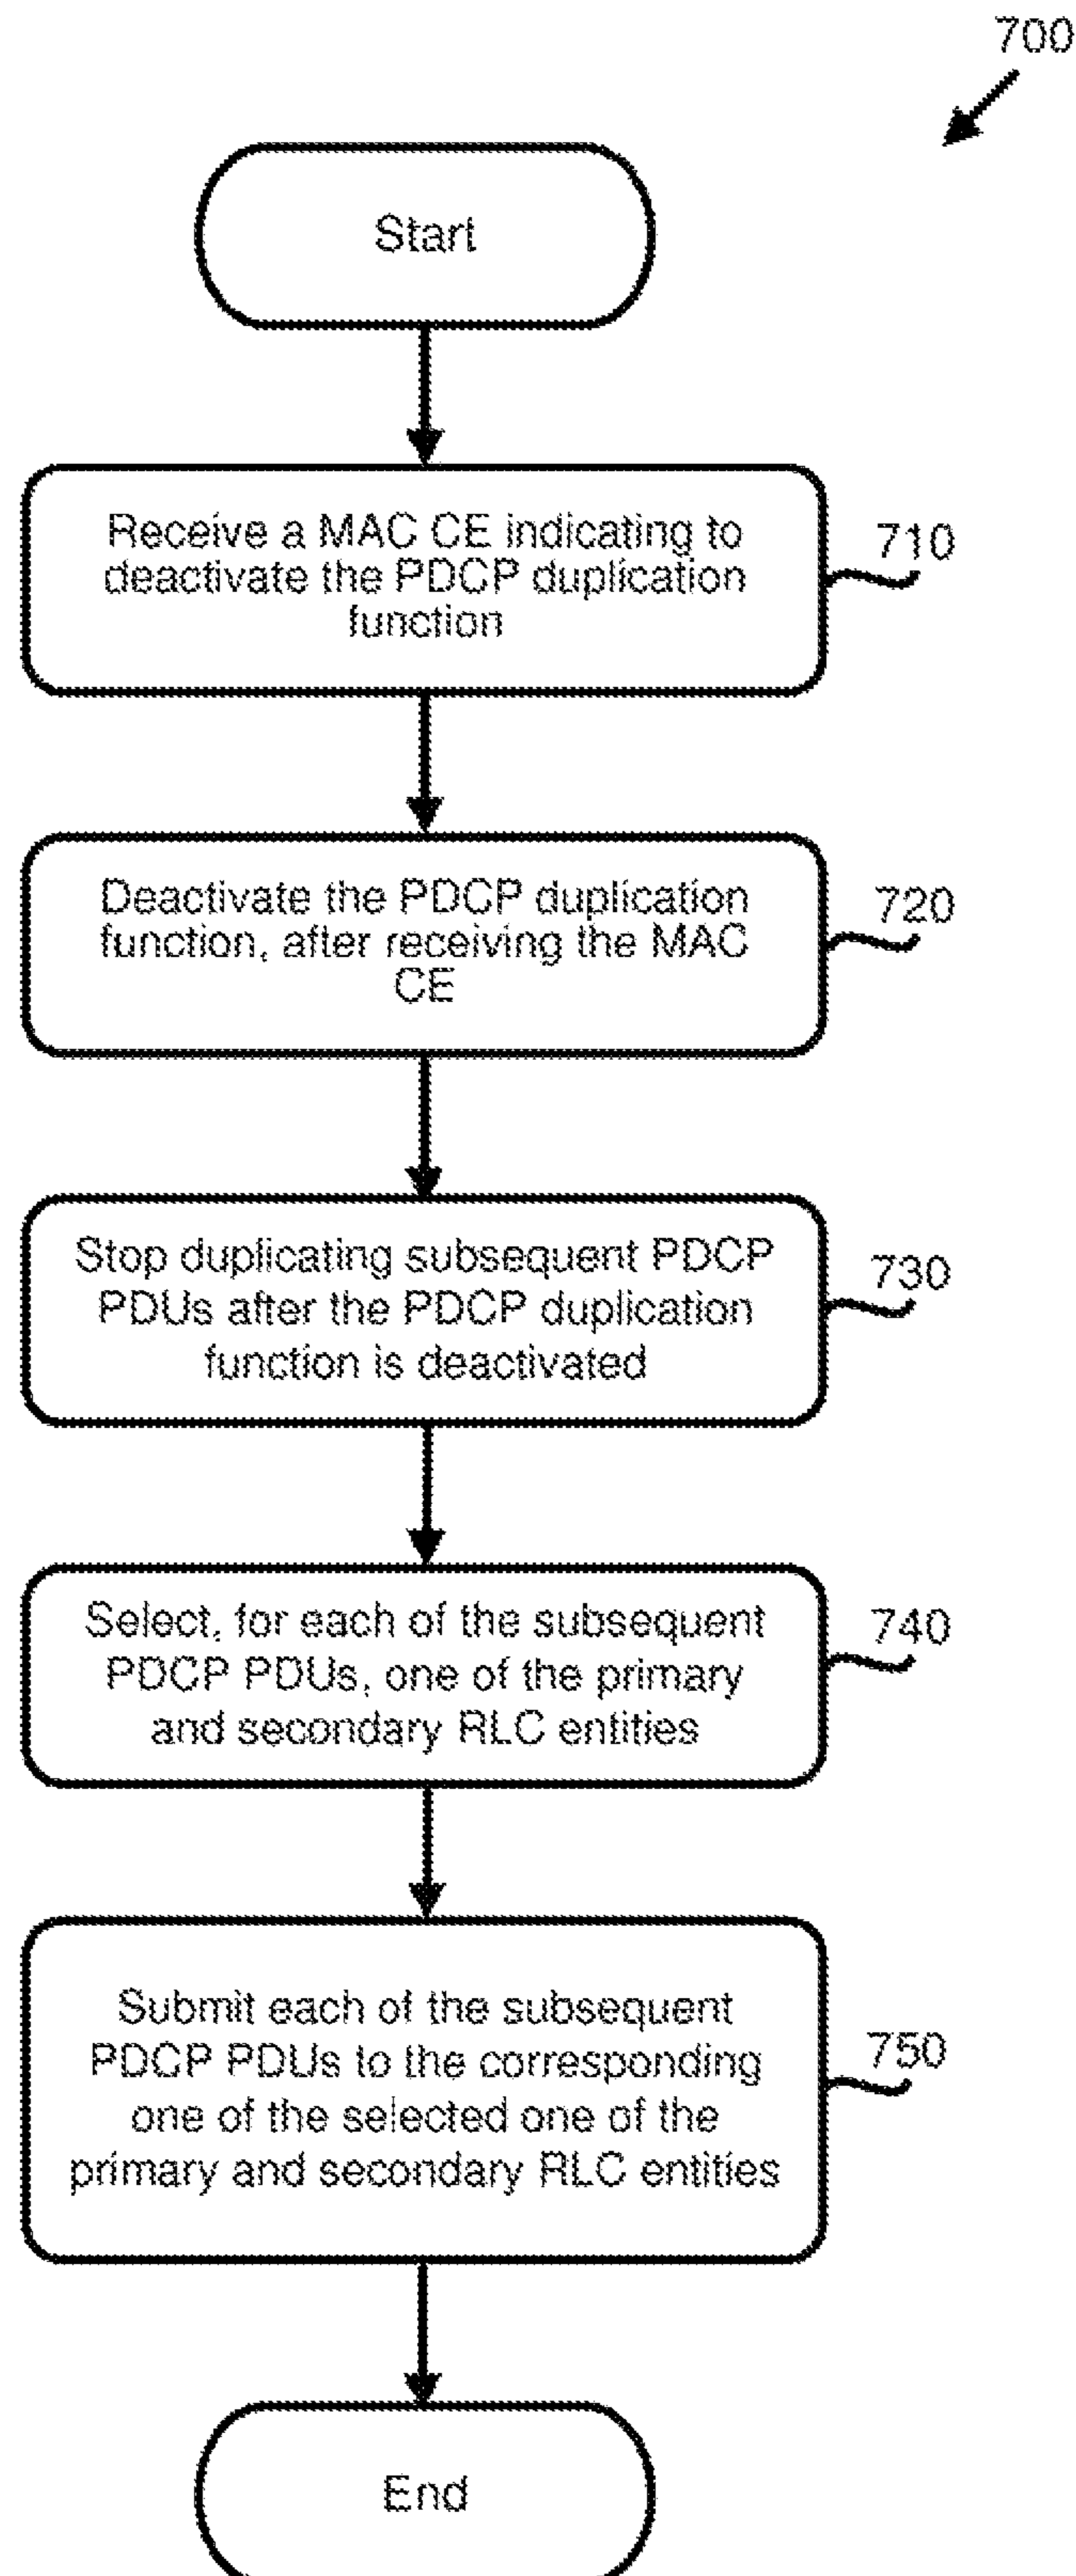 700
Start
Receive a MAC CE indicating to
deactivate the PDCP duplication
function
710
Deactivate the PDCP duplication
function, after receiving the MAC
CE
720
Stop duplicating subsequent PDCP
PDUs after the PDCP duplication
function is deactivated
730
Select, for each of the subsequent
PDCP PDUs, one of the primary
and secondary RLC entities
740
Submit each of the subsequent
PDCP PDUs to the corresponding
one of the selected one of the
primary and secondary RLC entities
750
End